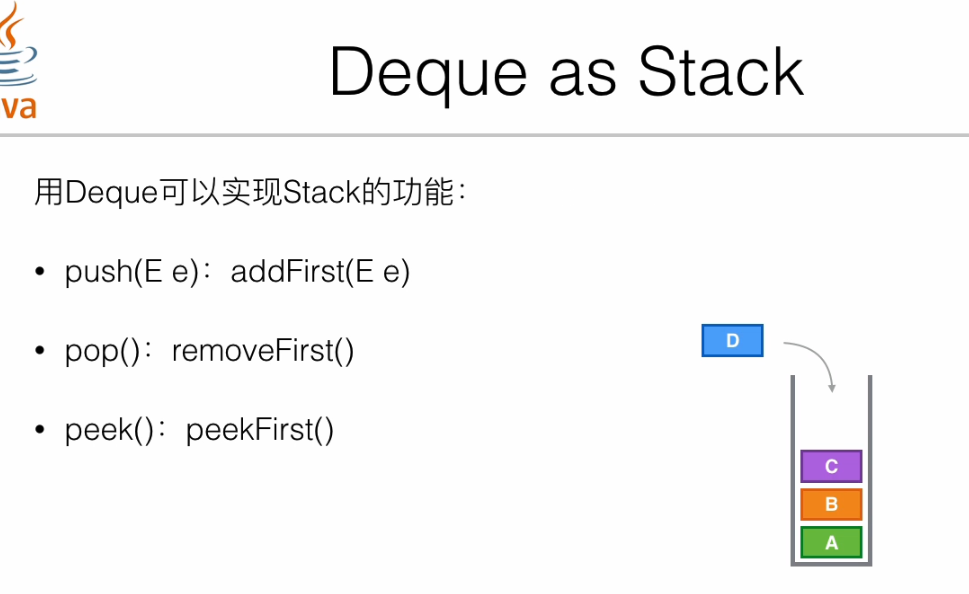 va
Deque as Stack
用Deque可以实现Stack的功能：
• push(E e)：addFirst(E e)
• pop()：removeFirst()
• peek()：peekFirst()
D
C
B
A